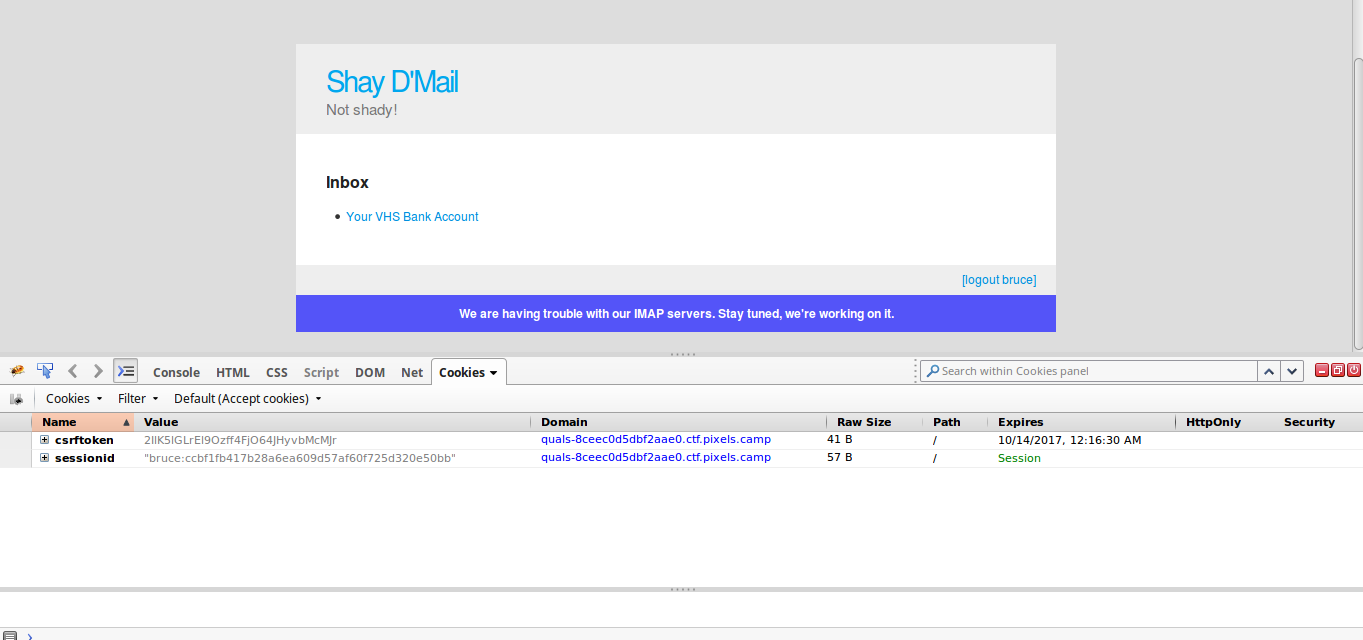 Shay D'Mail
Not shady!
Inbox
Your VHS Bank Account
[logout bruce]
We are having trouble with our IMAP servers. Stay tuned, we're working on it.
Console HTML CSS Script DOM Net Cookies
Search within Cookies panel
Cookies Filter Default (Accept cookies)
Name Value Domain Raw Size Path Expires HttpOnly Security
csrftoken quals-8ceec0d5dbf2aae0.ctf.pixels.camp 41 B / 10/14/2017, 12:16:30 AM
sessionid "bruce:ccbf1fb417b28a6ea609d57af60f725d320e50bb" quals-8ceec0d5dbf2aae0.ctf.pixels.camp 57 B / Session